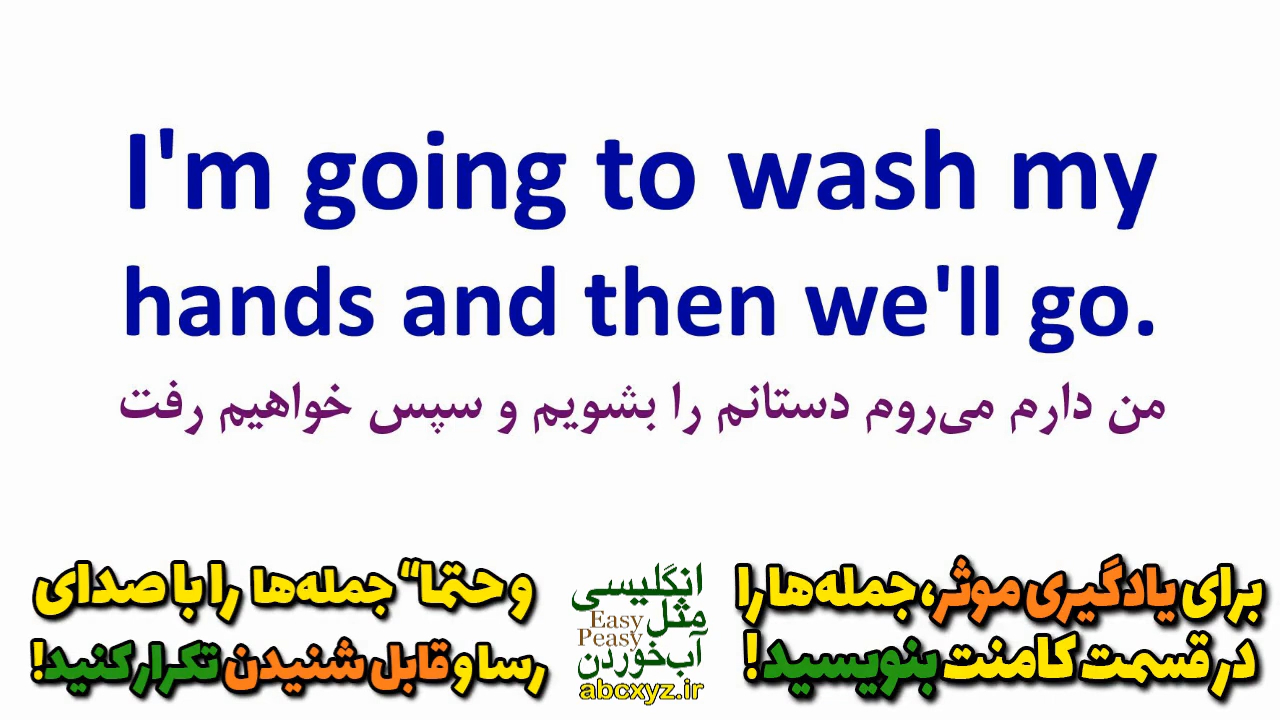 I'm going to wash my
hands and then we'll go.
من دارم می‌روم دستانم را بشویم و سپس خواهیم رفت
برای یادگیری موثر، جمله‌ها را
در قسمت کامنت بنویسید!
انگلیسی
مثل
Easy
Peasy
آب خوردن
abcxyz.ir
و حتما“ جمله‌ها را با صدای
رسا و قابل شنیدن تکرار کنید!